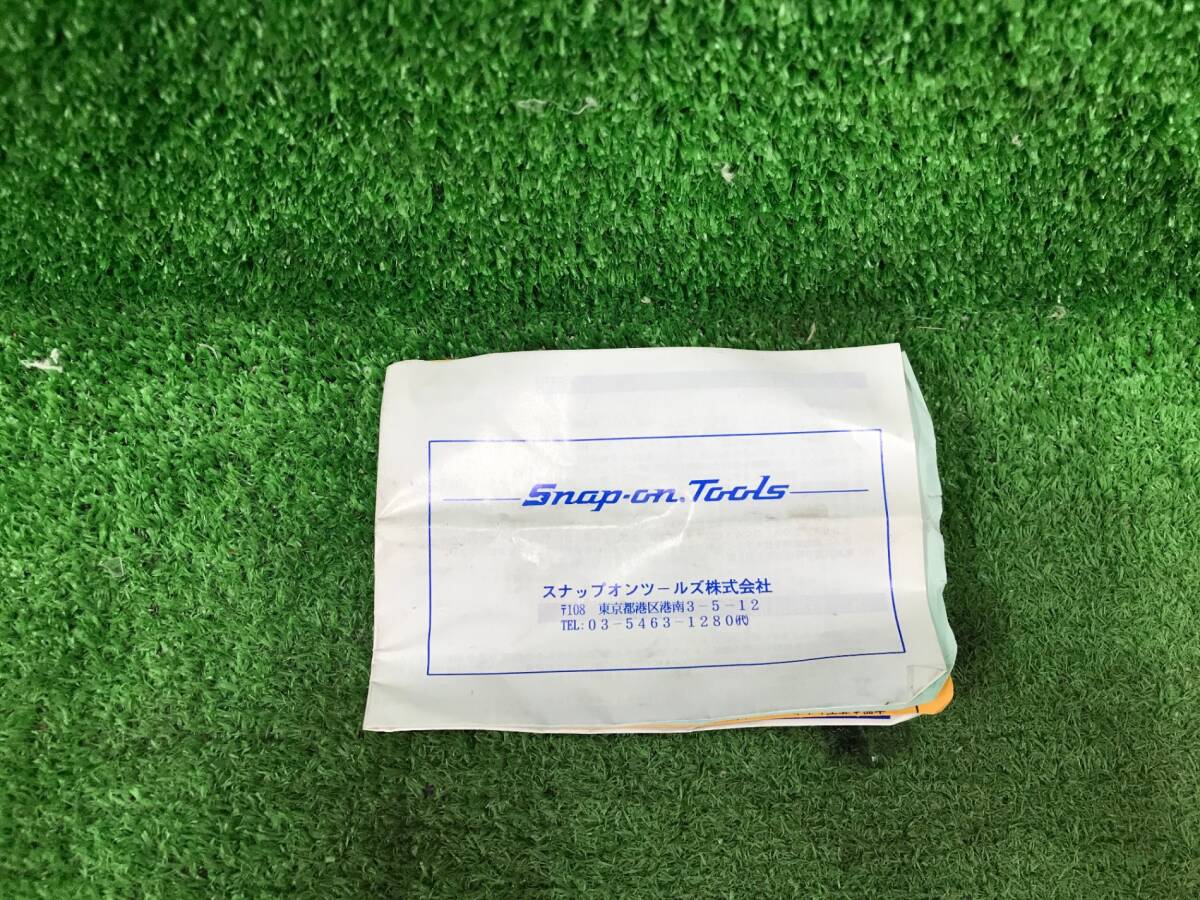 Snap-on Tools
スナップオンツールズ株式会社
〒108 東京都港区港南3-5-12
TEL:03-5463-1280㈹